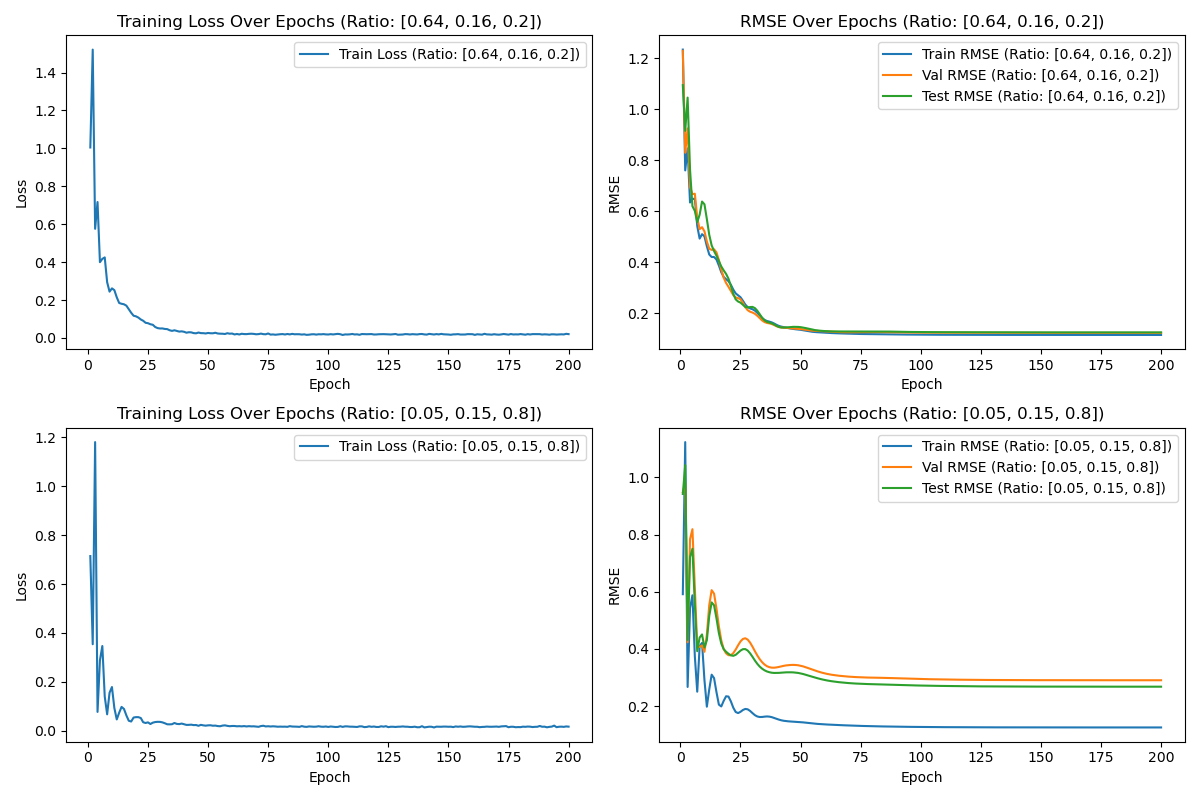 Training Loss Over Epochs (Ratio: [0.64, 0.16, 0.2])
Train Loss (Ratio: [0.64, 0.16, 0.2])
1.4
1.2
1.0
0.8
0.6
0.4
0.2
0.0
Loss
0 25 50 75 100 125 150 175 200
Epoch
RMSE Over Epochs (Ratio: [0.64, 0.16, 0.2])
Train RMSE (Ratio: [0.64, 0.16, 0.2])
Val RMSE (Ratio: [0.64, 0.16, 0.2])
Test RMSE (Ratio: [0.64, 0.16, 0.2])
1.2
1.0
0.8
0.6
0.4
0.2
RMSE
0 25 50 75 100 125 150 175 200
Epoch
Training Loss Over Epochs (Ratio: [0.05, 0.15, 0.8])
Train Loss (Ratio: [0.05, 0.15, 0.8])
1.2
1.0
0.8
0.6
0.4
0.2
0.0
Loss
0 25 50 75 100 125 150 175 200
Epoch
RMSE Over Epochs (Ratio: [0.05, 0.15, 0.8])
Train RMSE (Ratio: [0.05, 0.15, 0.8])
Val RMSE (Ratio: [0.05, 0.15, 0.8])
Test RMSE (Ratio: [0.05, 0.15, 0.8])
1.0
0.8
0.6
0.4
0.2
RMSE
0 25 50 75 100 125 150 175 200
Epoch